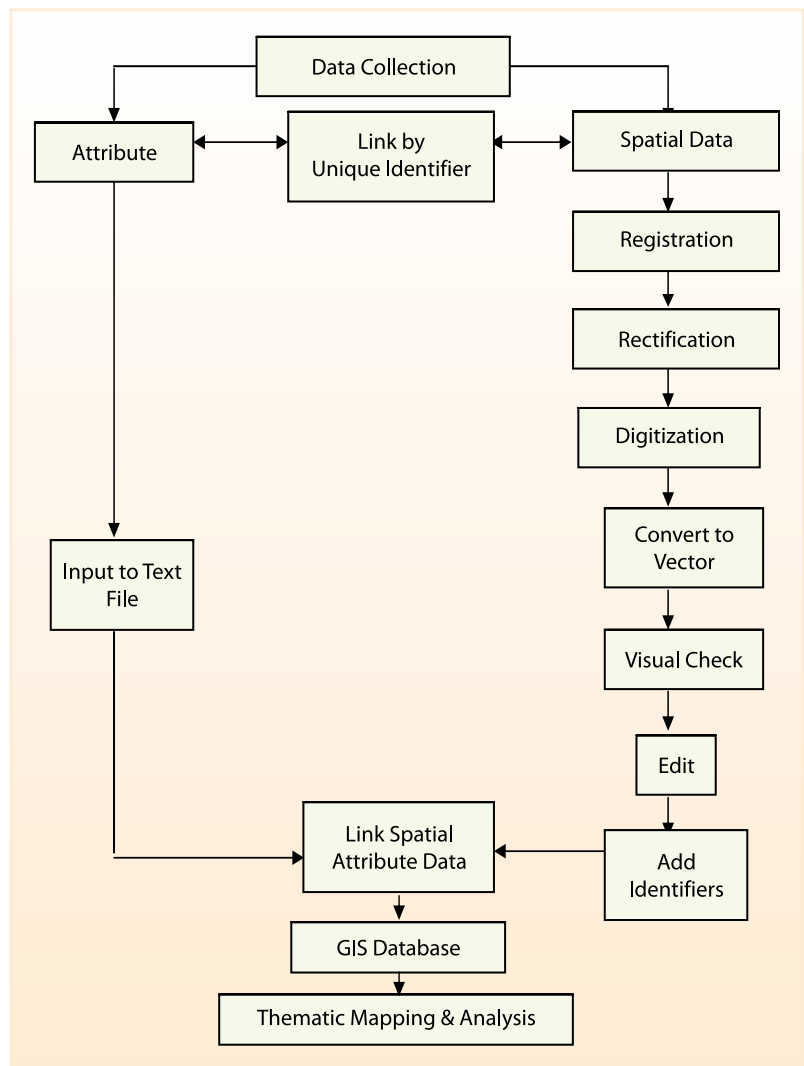 Data Collection
Attribute
Link by
Unique Identifier
Spatial Data
Registration
Rectification
Digitization
Convert to
Vector
Input to Text
File
Visual Check
Edit
Link Spatial
Attribute Data
Add
Identifiers
GIS Database
Thematic Mapping & Analysis